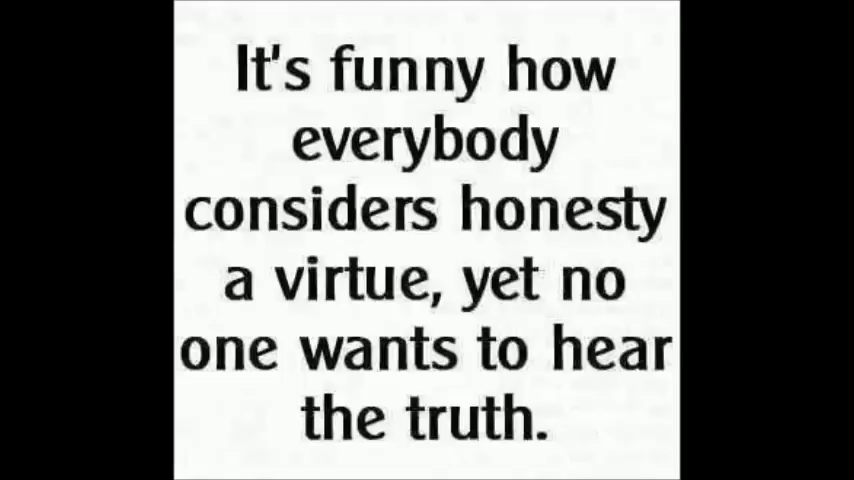 It's funny how
everybody
considers honesty
a virtue, yet no
one wants to hear
the truth.